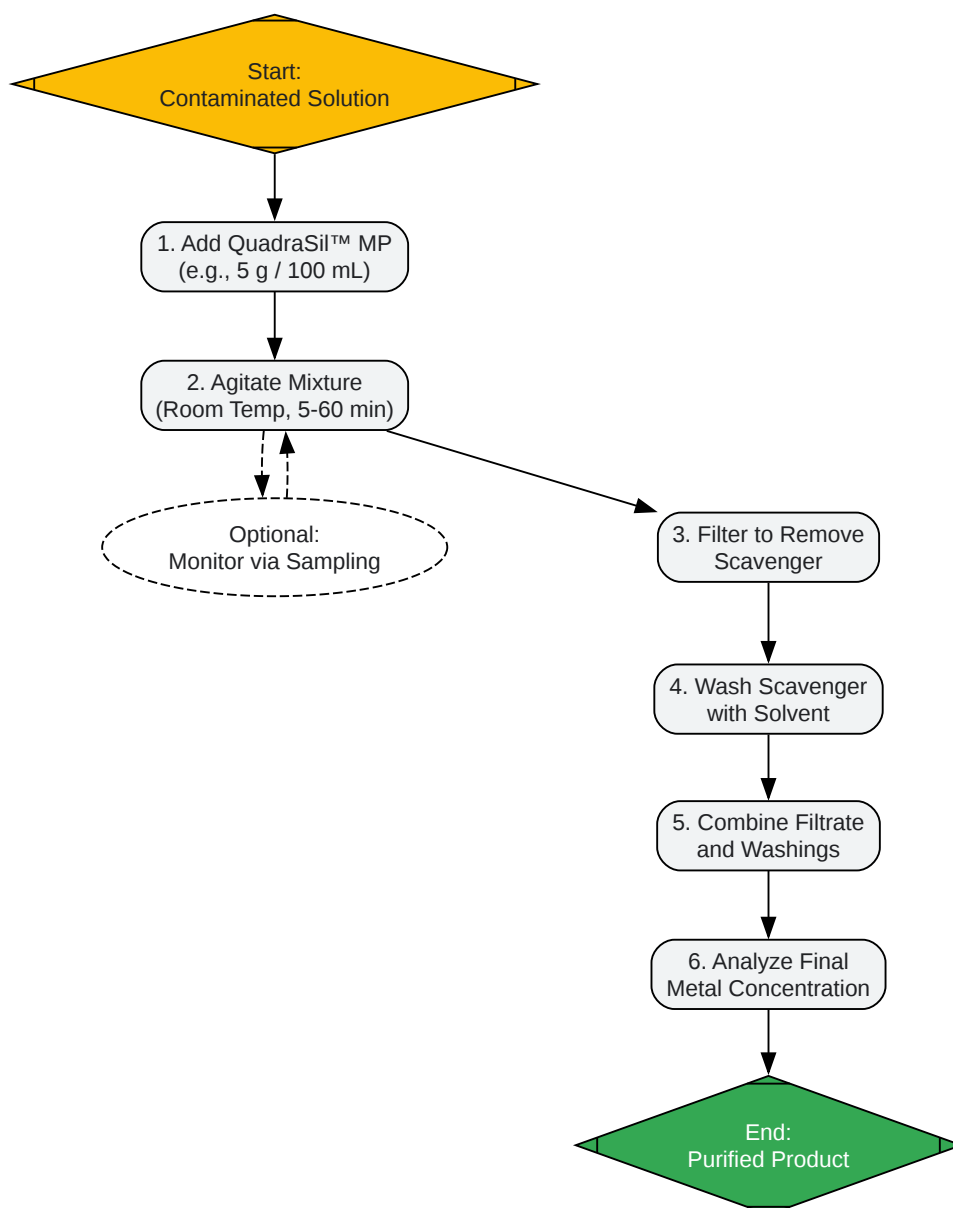 Start:
Contaminated Solution
1. Add QuadraSil™ MP
(e.g., 5 g / 100 mL)
2. Agitate Mixture
(Room Temp, 5-60 min)
Optional:
Monitor via Sampling
3. Filter to Remove
Scavenger
4. Wash Scavenger
with Solvent
5. Combine Filtrate
and Washings
6. Analyze Final
Metal Concentration
End:
Purified Product